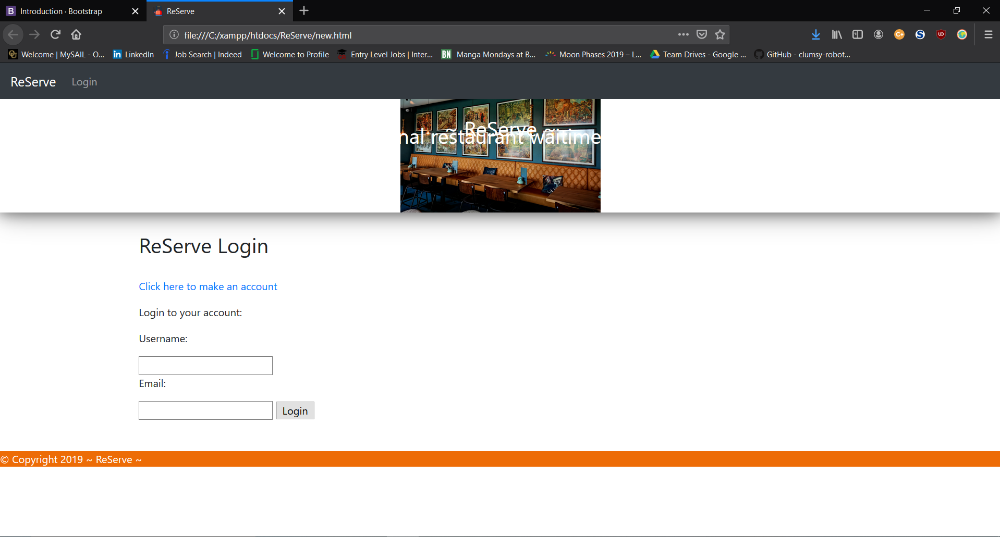 Introduction · Bootstrap
ReServe
file:///C:/xampp/htdocs/ReServe/new.html
Welcome | MySAIL - O... LinkedIn Job Search | Indeed Welcome to Profile Entry Level Jobs | Inter... BN Manga Mondays at B... Moon Phases 2019 – L... Team Drives - Google ... GitHub - clumsy-robot...
ReServe Login
~ ReServe ~
nal restaurant waitime
ReServe Login
Click here to make an account
Login to your account:
Username:
Email:
Login
© Copyright 2019 ~ ReServe ~